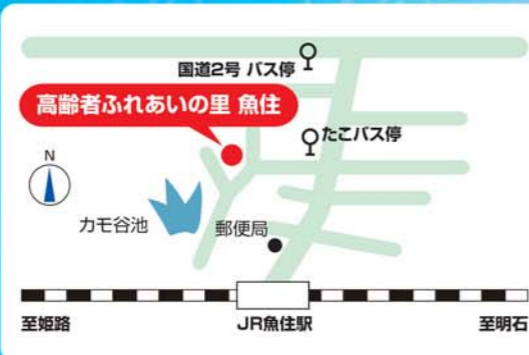 国道2号 バス停
高齢者ふれあいの里 魚住
たこバス停
N
カモ谷池
郵便局
至姫路
JR魚住駅
至明石